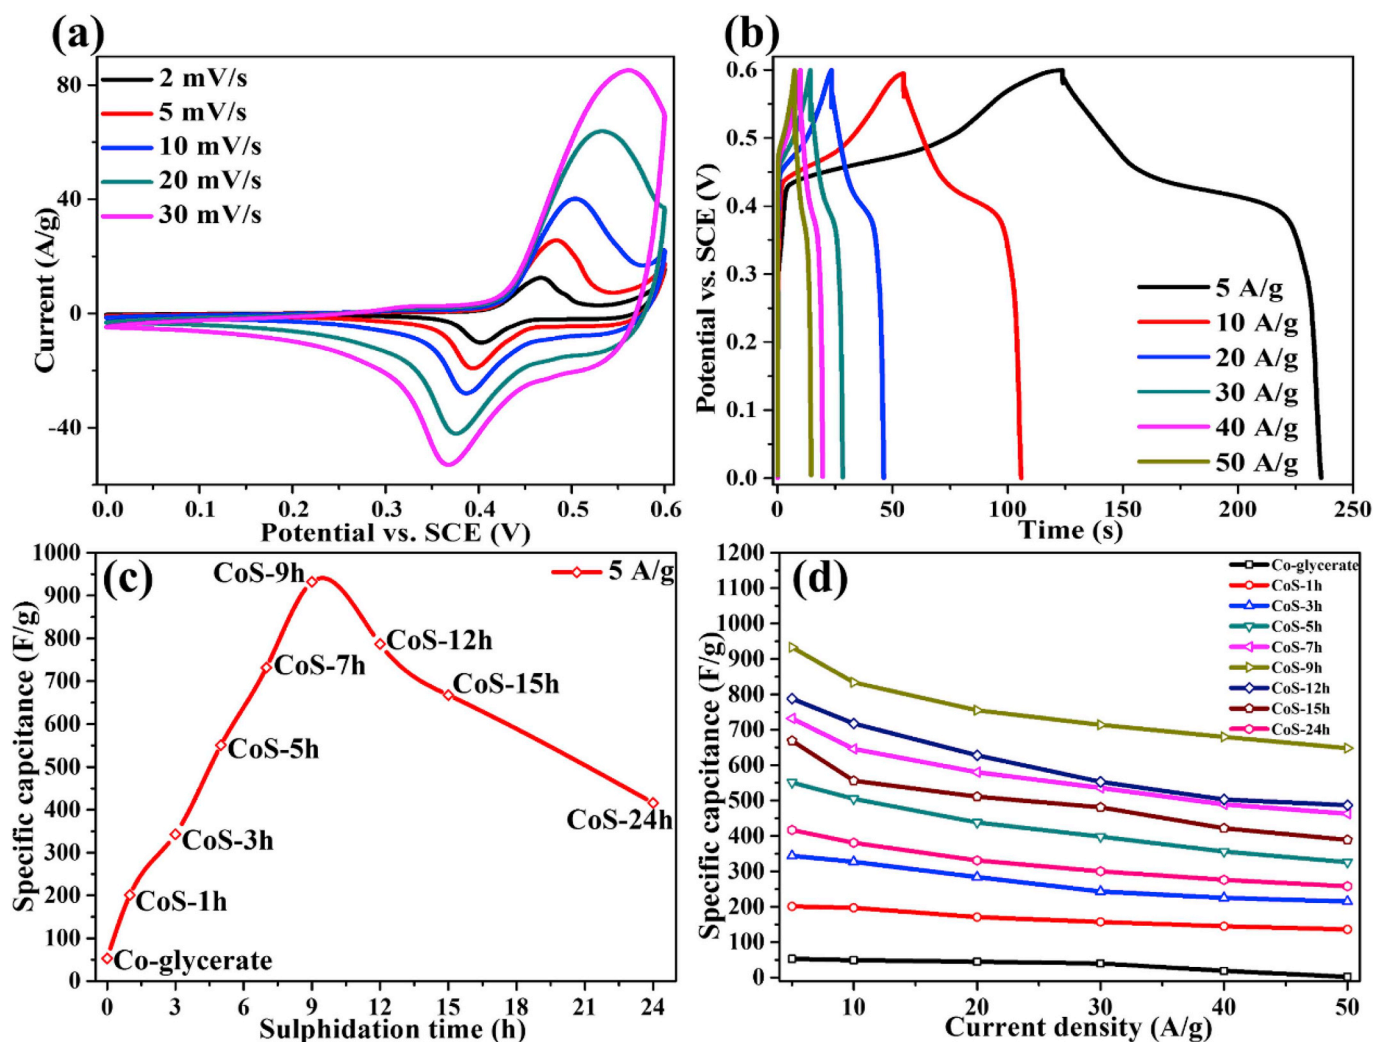 (a)
2 mV/s
5 mV/s
10 mV/s
20 mV/s
30 mV/s
80
40
0
-40
Current (A/g)
0.0 0.1 0.2 0.3 0.4 0.5 0.6
Potential vs. SCE (V)
(b)
0.6
0.5
0.4
0.3
0.2
0.1
0.0
Potential vs. SCE (V)
5 A/g
10 A/g
20 A/g
30 A/g
40 A/g
50 A/g
0 50 100 150 200 250
Time (s)
(c)
5 A/g
1000
900
800
700
600
500
400
300
200
100
0
Specific capcitance (F/g)
CoS-9h
CoS-12h
CoS-7h
CoS-15h
CoS-5h
CoS-24h
CoS-3h
CoS-1h
Co-glycerate
0 3 6 9 12 15 18 21 24
Sulphidation time (h)
(d)
1200
1100
1000
900
800
700
600
500
400
300
200
100
0
Specific capacitance (F/g)
Co-glycerate
CoS-1h
CoS-3h
CoS-5h
CoS-7h
CoS-9h
CoS-12h
CoS-15h
CoS-24h
10 20 30 40 50
Current density (A/g)